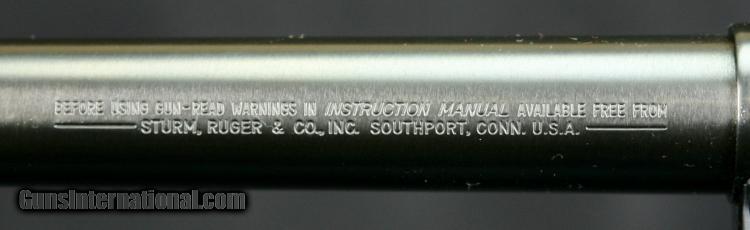 BEFORE USING GUN-READ WARNINGS IN INSTRUCTION MANUAL AVAILABLE FREE FROM
STURM, RUGER & CO., INC. SOUTHPORT, CONN. U.S.A.
GunsInternational.com